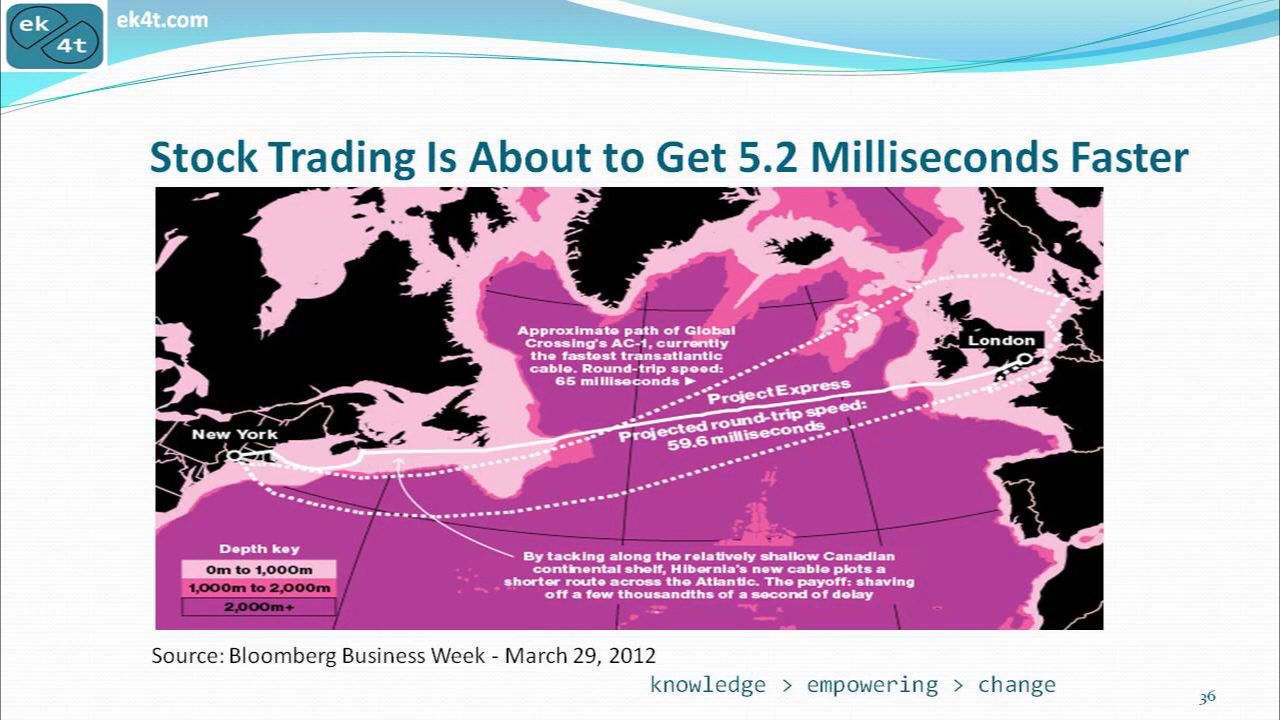 ek
4t
ek4t.com
Stock Trading Is About to Get 5.2 Milliseconds Faster
Approximate path of Global
Crossing's AC-1, currently
the fastest transatlantic
cable. Round-trip speed:
65 milliseconds ►
London
Project Express
Projected round-trip speed:
59.6 milliseconds
New York
Depth key
0m to 1,000m
1,000m to 2,000m
2,000m+
By tacking along the relatively shallow Canadian
continental shelf, Hibernia's new cable plots a
shorter route across the Atlantic. The payoff: shaving
off a few thousandths of a second of delay
Source: Bloomberg Business Week - March 29, 2012
knowledge > empowering > change
36